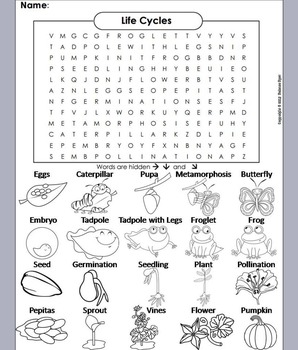 Name:
Life Cycles
V M G C G F R O G L E T T V Y Y V S
T A D P O L E W I T H L E G S N I P
P U M P K I N I T F R O G B B D N R
P S E E D L I N G H H Y B E U E I O
L K Q J D N J F L O W E R B T V S U
A Z N L E G G S E O P E P I T A S T
N F G E R M I N A T I O N S E S F J
T V D J L X W O R K U Y Q E R P M D
M E T A M O R P H O S I S F M U S Y
C A T E R P I L L A R K Z D L P I E
E P E M B R Y O Y F X N B E L A V P
S E M B P O L L I N A T I O N A P Z
Words are hidden → ↓ and ↘
Eggs Caterpillar Pupa Metamorphosis Butterfly
Embryo Tadpole Tadpole with Legs Froglet Frog
Seed Germination Seedling Plant Pollination
Pepitas Sprout Vines Flower Pumpkin